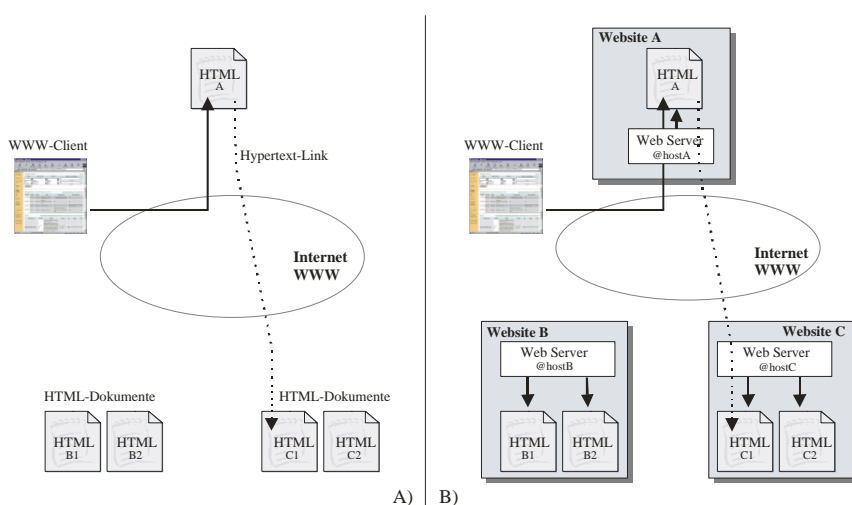 HTML
A
WWW-Client
Hypertext-Link
Internet
WWW
HTML-Dokumente
HTML
B1
HTML
B2
HTML-Dokumente
HTML
C1
HTML
C2
A)
Website A
HTML
A
Web Server
@hostA
WWW-Client
Internet
WWW
Website B
Web Server
@hostB
HTML
B1
HTML
B2
Website C
Web Server
@hostC
HTML
C1
HTML
C2
B)